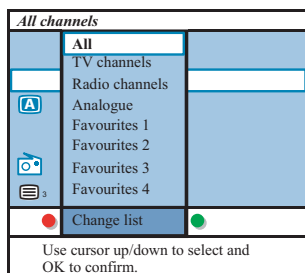 All channels
All
TV channels
Radio channels
Analogue
A
Favourites 1
Favourites 2
Favourites 3
Favourites 4
3
Change list
Use cursor up/down to select and
OK to confirm.